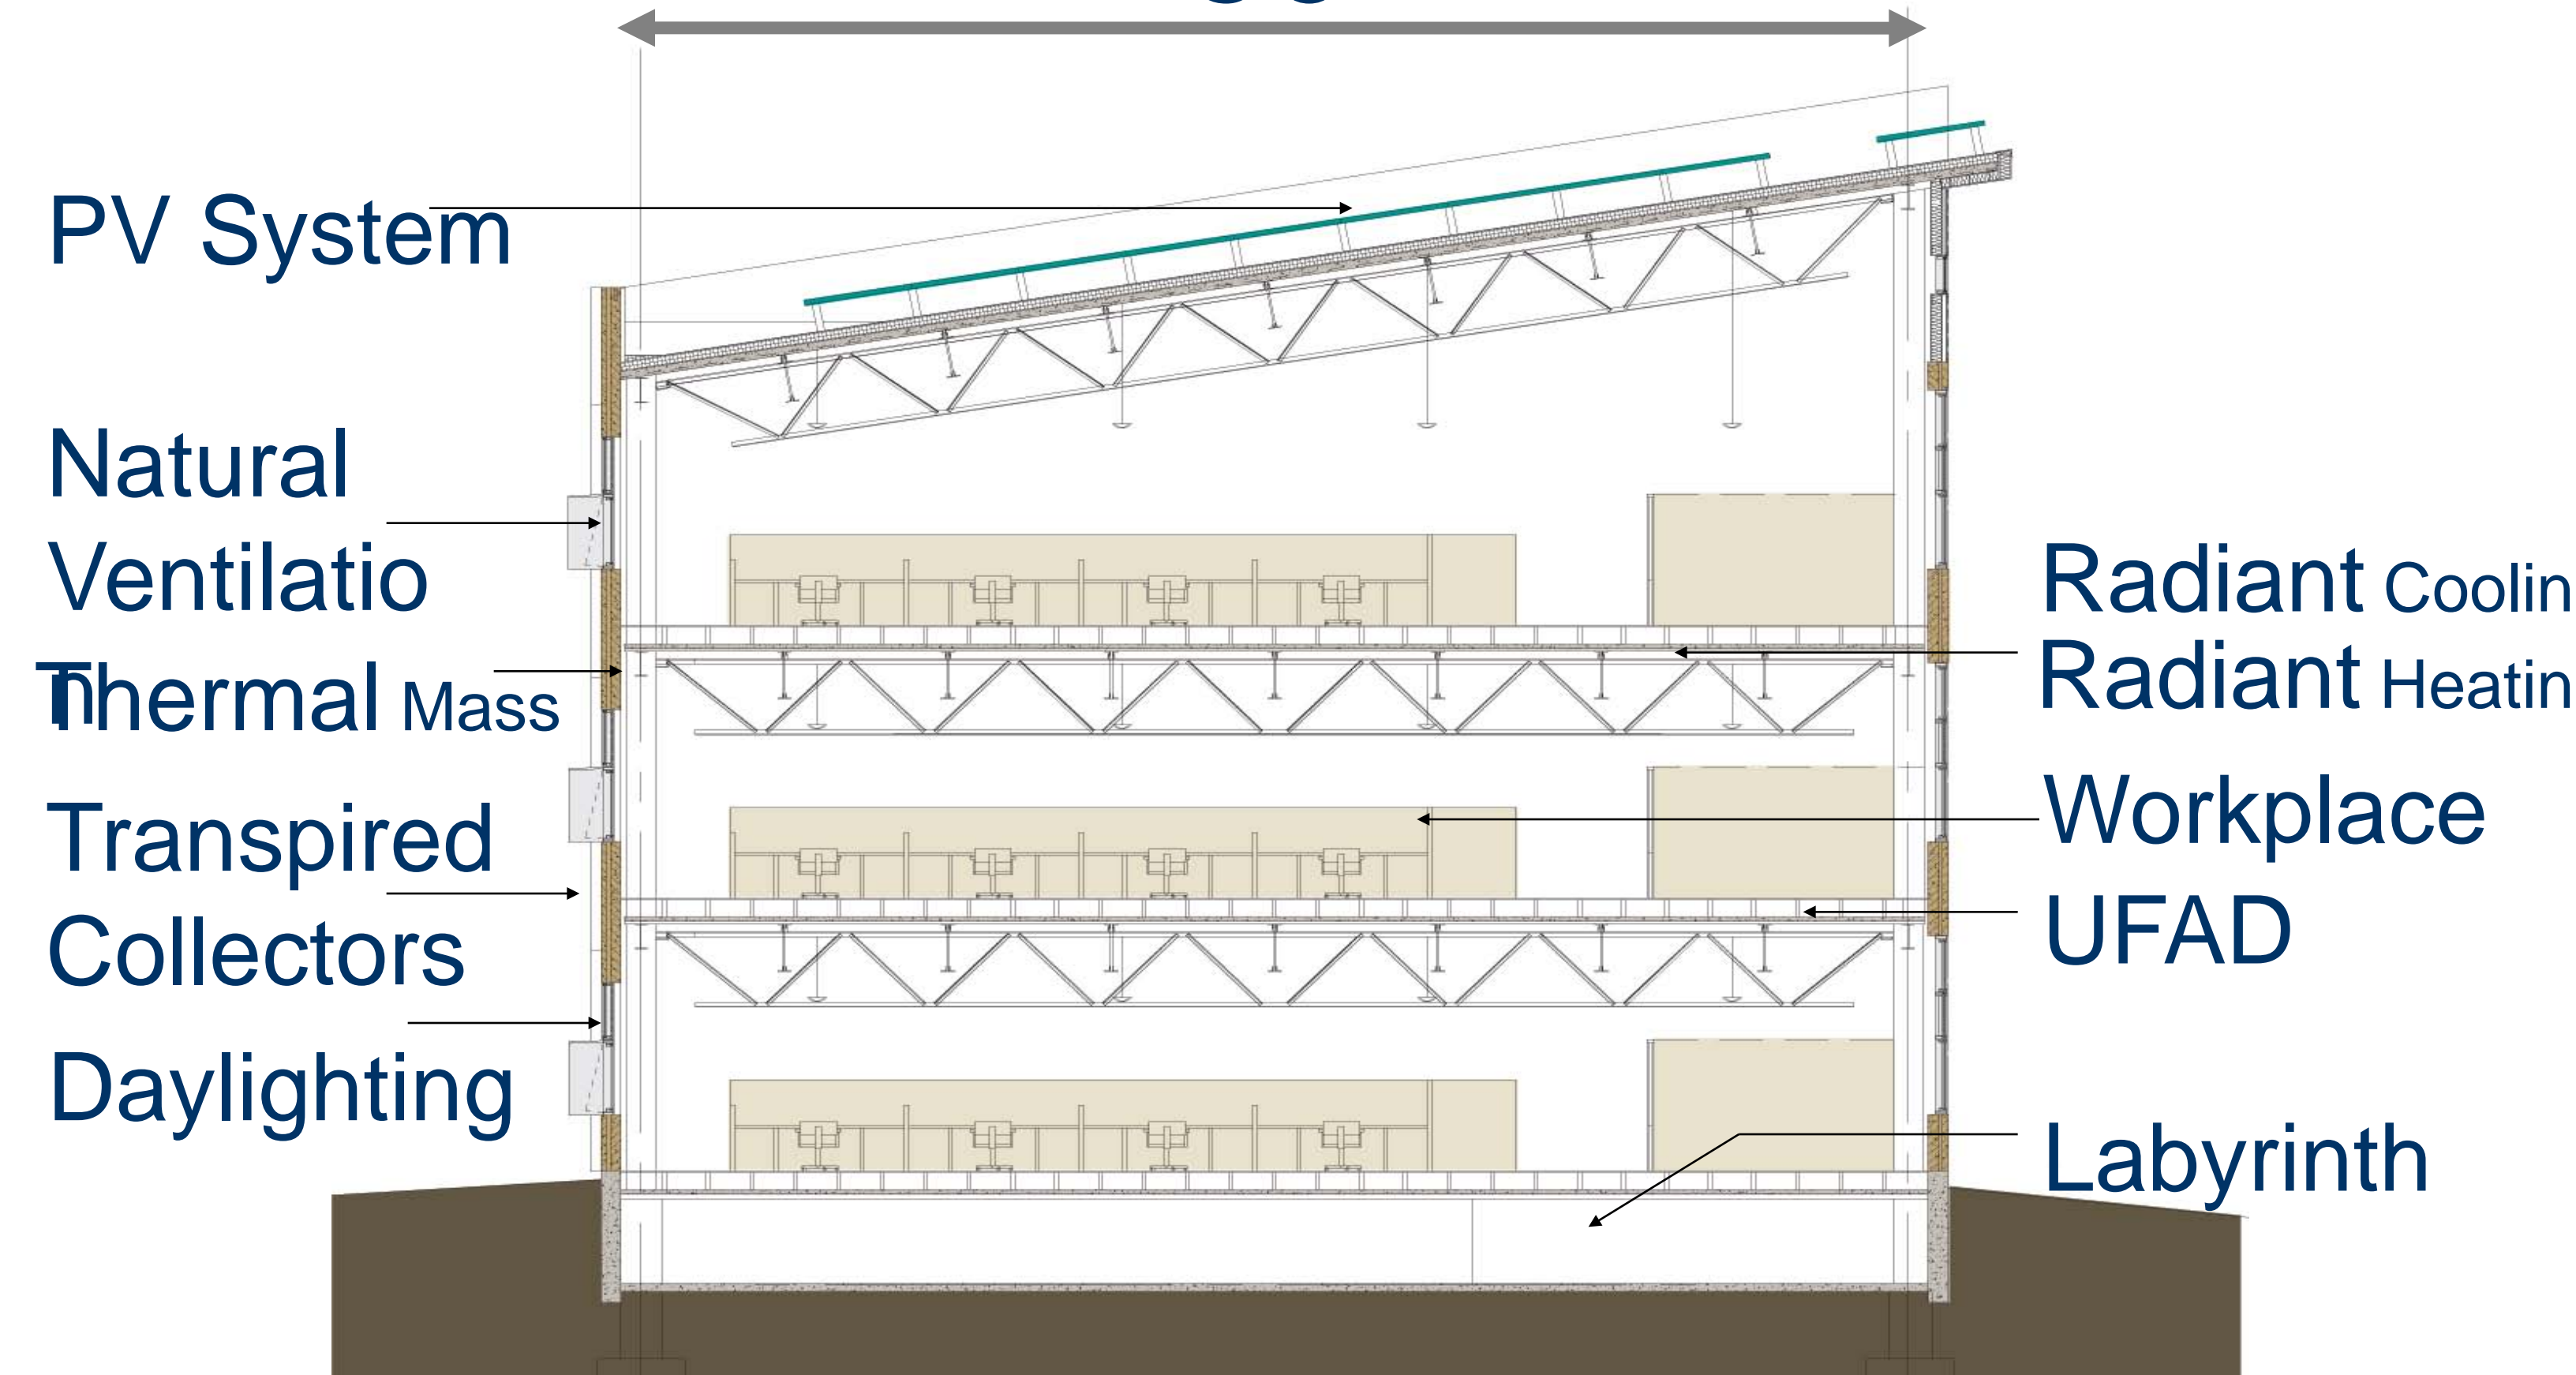 PV System
Natural
Ventilatio
n
Thermal Mass
Transpired
Collectors
Daylighting
Radiant Coolin
Radiant Heatin
Workplace
UFAD
Labyrinth